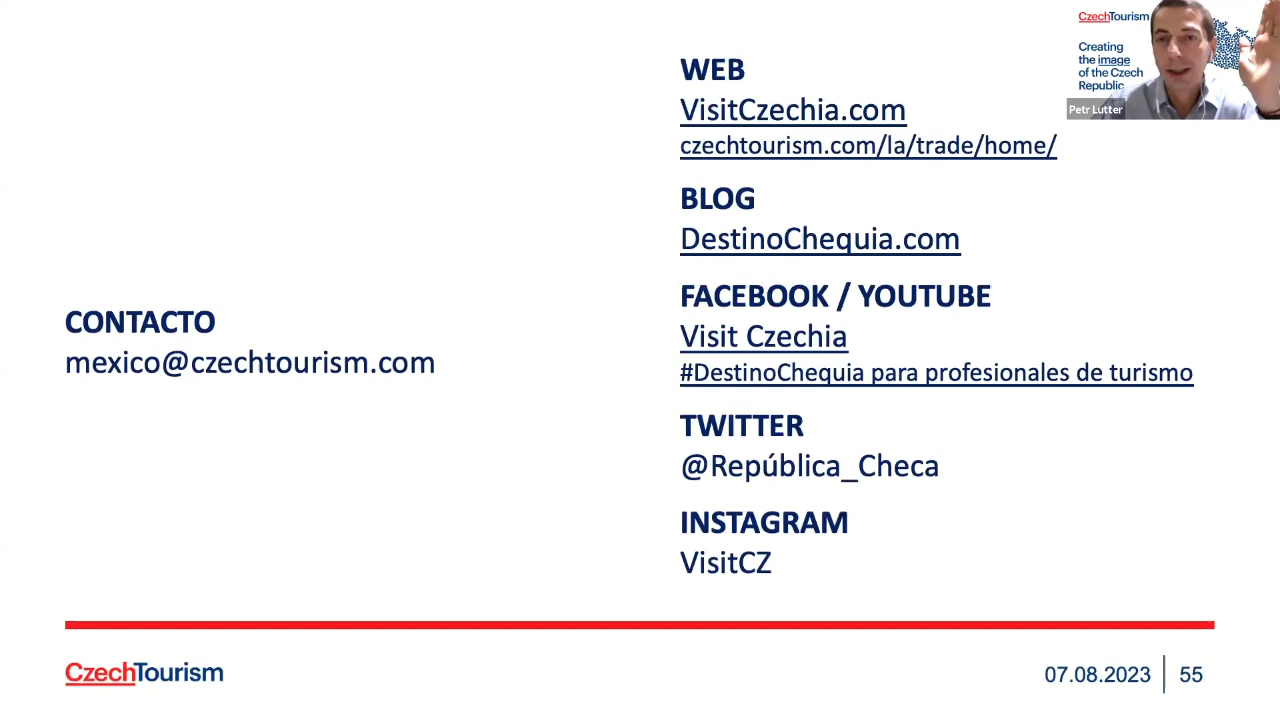 CONTACTO
mexico@czechtourism.com
WEB
VisitCzechia.com
czechtourism.com/la/trade/home/
BLOG
DestinoChequia.com
FACEBOOK / YOUTUBE
Visit Czechia
#DestinoChequia para profesionales de turismo
TWITTER
@República_Checa
INSTAGRAM
VisitCZ
CzechTourism
07.08.2023
55
CzechTourism
Creating
the image
of the Czech
Republic
Petr Lutter